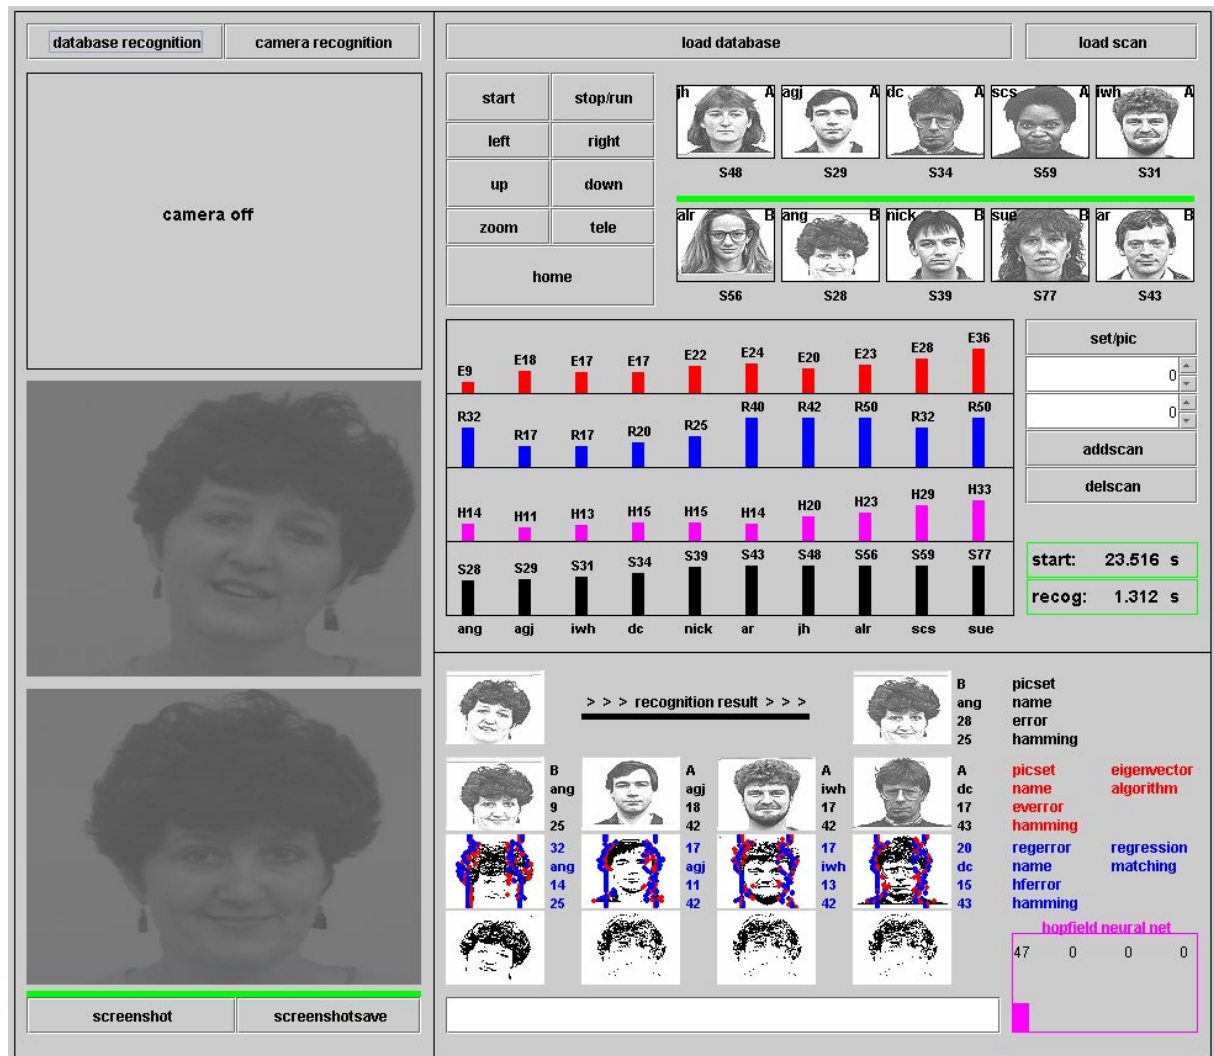 database recognition camera recognition
camera off
screenshot screenshotsave
load database load scan
start stop/run
left right
up down
zoom tele
home
jh A agj A dc A scs A iwh A
S48 S29 S34 S59 S31
alr B ang B nick B sue B ar B
S56 S28 S39 S77 S43
E9 E18 E17 E17 E22 E24 E20 E23 E28 E36
R32 R17 R17 R20 R25 R40 R42 R50 R32 R50
H14 H11 H13 H15 H15 H14 H20 H23 H29 H33
S28 S29 S31 S34 S39 S43 S48 S56 S59 S77
ang agj iwh dc nick ar jh alr scs sue
set/pic
0
0
addscan
delscan
start: 23.516 s
recog: 1.312 s
> > > recognition result > > >
B picset
ang name
28 error
25 hamming
B A A A picset eigenvector
ang agj iwh dc name algorithm
9 18 17 17 everror
25 42 42 43 hamming
32 17 17 20 regerror regression
ang agj iwh dc name matching
14 11 13 15 hferror
25 42 42 43 hamming
hopfield neural net
47 0 0 0